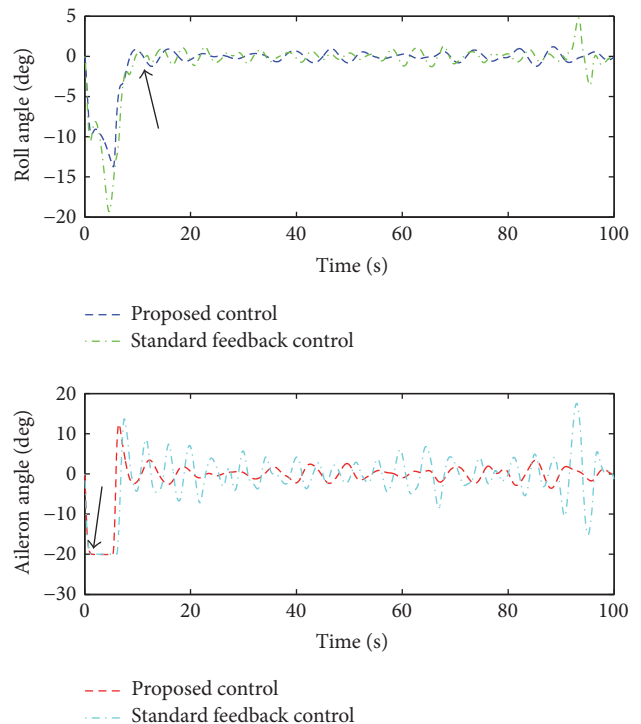 5
0
−5
−10
−15
−20
Roll angle (deg)
0 20 40 60 80 100
Time (s)
Proposed control
Standard feedback control
20
10
0
−10
−20
−30
Aileron angle (deg)
0 20 40 60 80 100
Time (s)
Proposed control
Standard feedback control